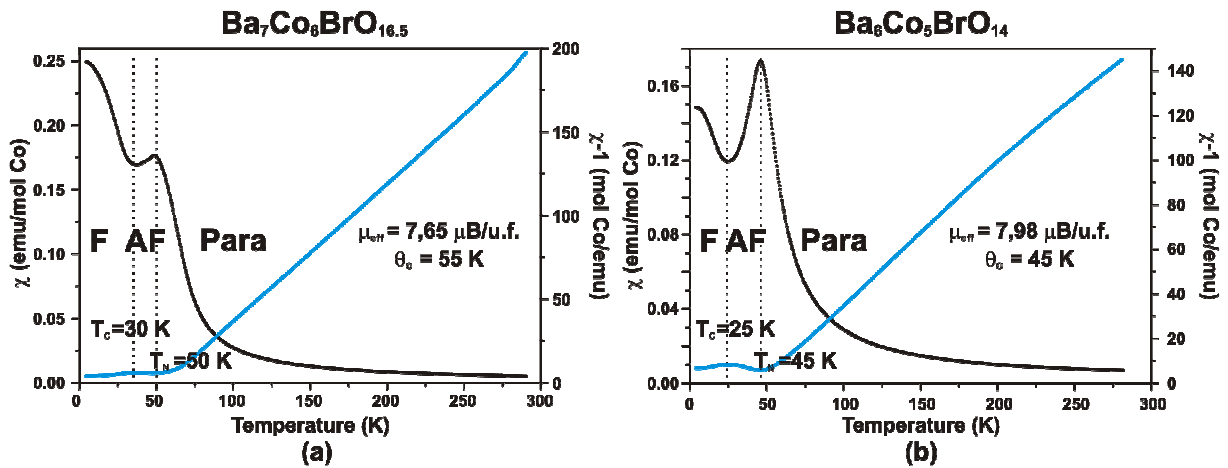 Ba₇Co₆BrO₁₆.₅
0.25
0.20
0.15
0.10
0.05
0.00
χ (emu/mol Co)
200
150
100
50
0
χ-1 (mol Co/emu)
F AF Para
μeff = 7,65 μB/u.f.
θc = 55 K
TC=30 K
TN=50 K
0 50 100 150 200 250 300
Temperature (K)
(a)
Ba₆Co₅BrO₁₄
0.16
0.12
0.08
0.04
0.00
χ (emu/mol Co)
140
120
100
80
60
40
20
0
χ-1 (mol Co/emu)
F AF Para
μeff = 7,98 μB/u.f.
θc = 45 K
TC=25 K
TN=45 K
0 50 100 150 200 250 300
Temperature (K)
(b)